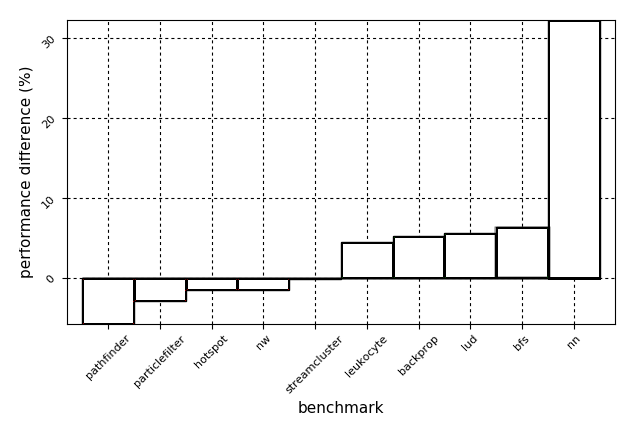 performance difference (%)
30
20
10
0
pathfinder
particlefilter
hotspot
nw
streamcluster
leukocyte
backprop
lud
bfs
nn
benchmark